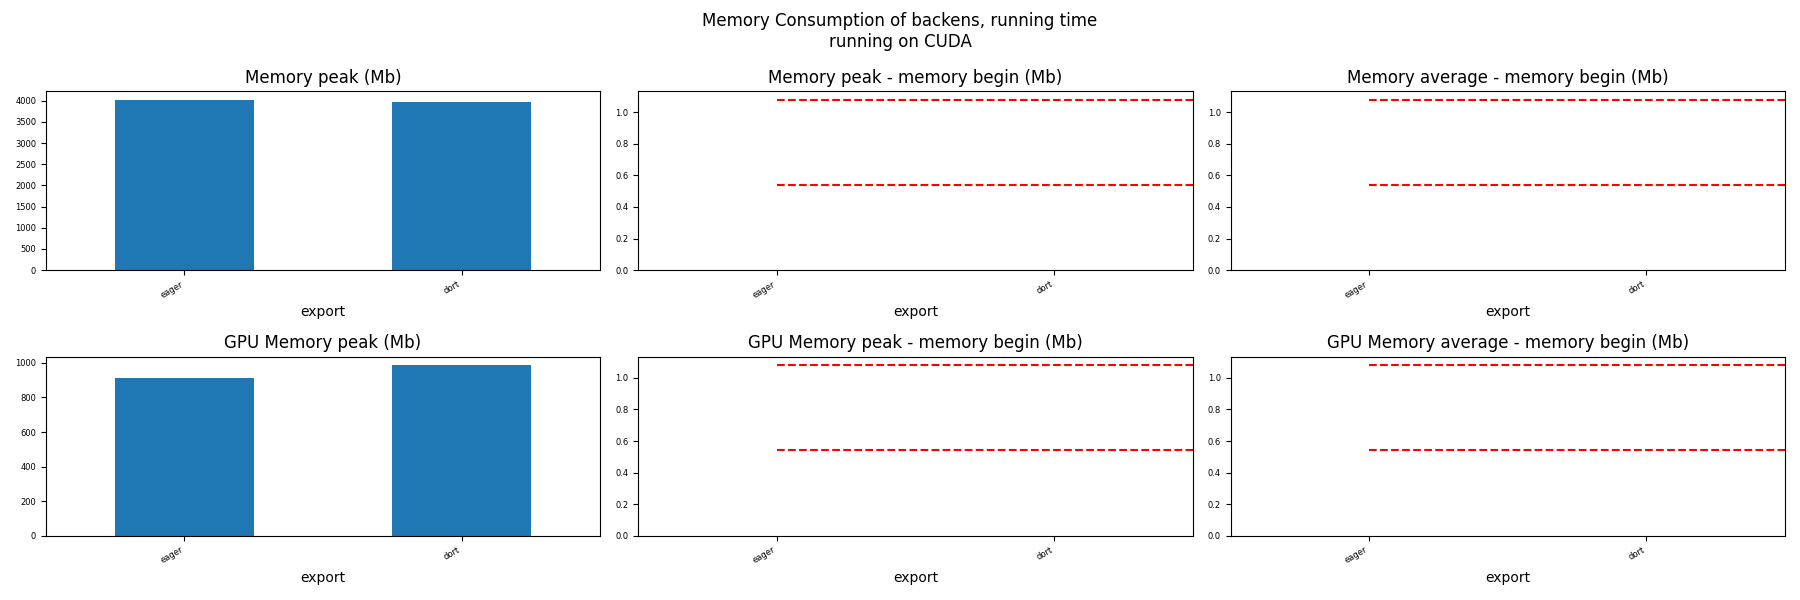 Memory Consumption of backens, running time
running on CUDA
Memory peak (Mb)
4000
3500
3000
2500
2000
1500
1000
500
0
eager
dort
export
Memory peak - memory begin (Mb)
1.0
0.8
0.6
0.4
0.2
0.0
eager
dort
export
Memory average - memory begin (Mb)
1.0
0.8
0.6
0.4
0.2
0.0
eager
dort
export
GPU Memory peak (Mb)
1000
800
600
400
200
0
eager
dort
export
GPU Memory peak - memory begin (Mb)
1.0
0.8
0.6
0.4
0.2
0.0
eager
dort
export
GPU Memory average - memory begin (Mb)
1.0
0.8
0.6
0.4
0.2
0.0
eager
dort
export